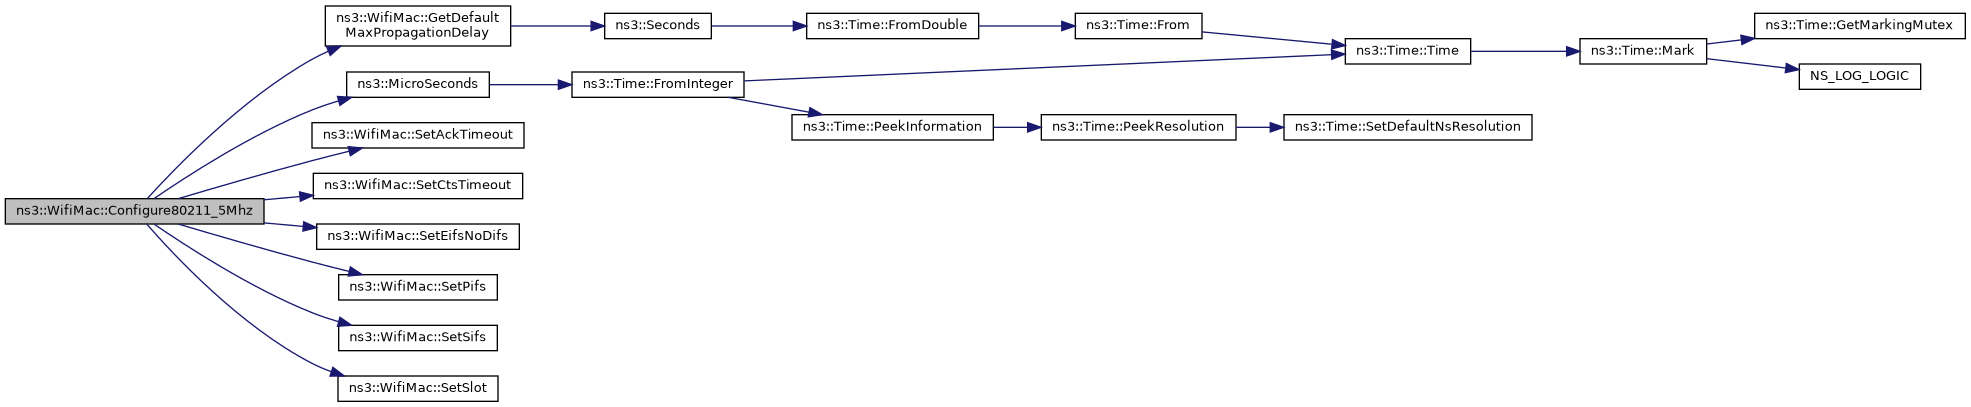 ns3::WifiMac::GetDefault
MaxPropagationDelay
ns3::Seconds
ns3::Time::FromDouble
ns3::Time::From
ns3::Time::Time
ns3::Time::Mark
ns3::Time::GetMarkingMutex
NS_LOG_LOGIC
ns3::MicroSeconds
ns3::Time::FromInteger
ns3::Time::PeekInformation
ns3::Time::PeekResolution
ns3::Time::SetDefaultNsResolution
ns3::WifiMac::SetAckTimeout
ns3::WifiMac::SetCtsTimeout
ns3::WifiMac::Configure80211_5Mhz
ns3::WifiMac::SetEifsNoDifs
ns3::WifiMac::SetPifs
ns3::WifiMac::SetSifs
ns3::WifiMac::SetSlot